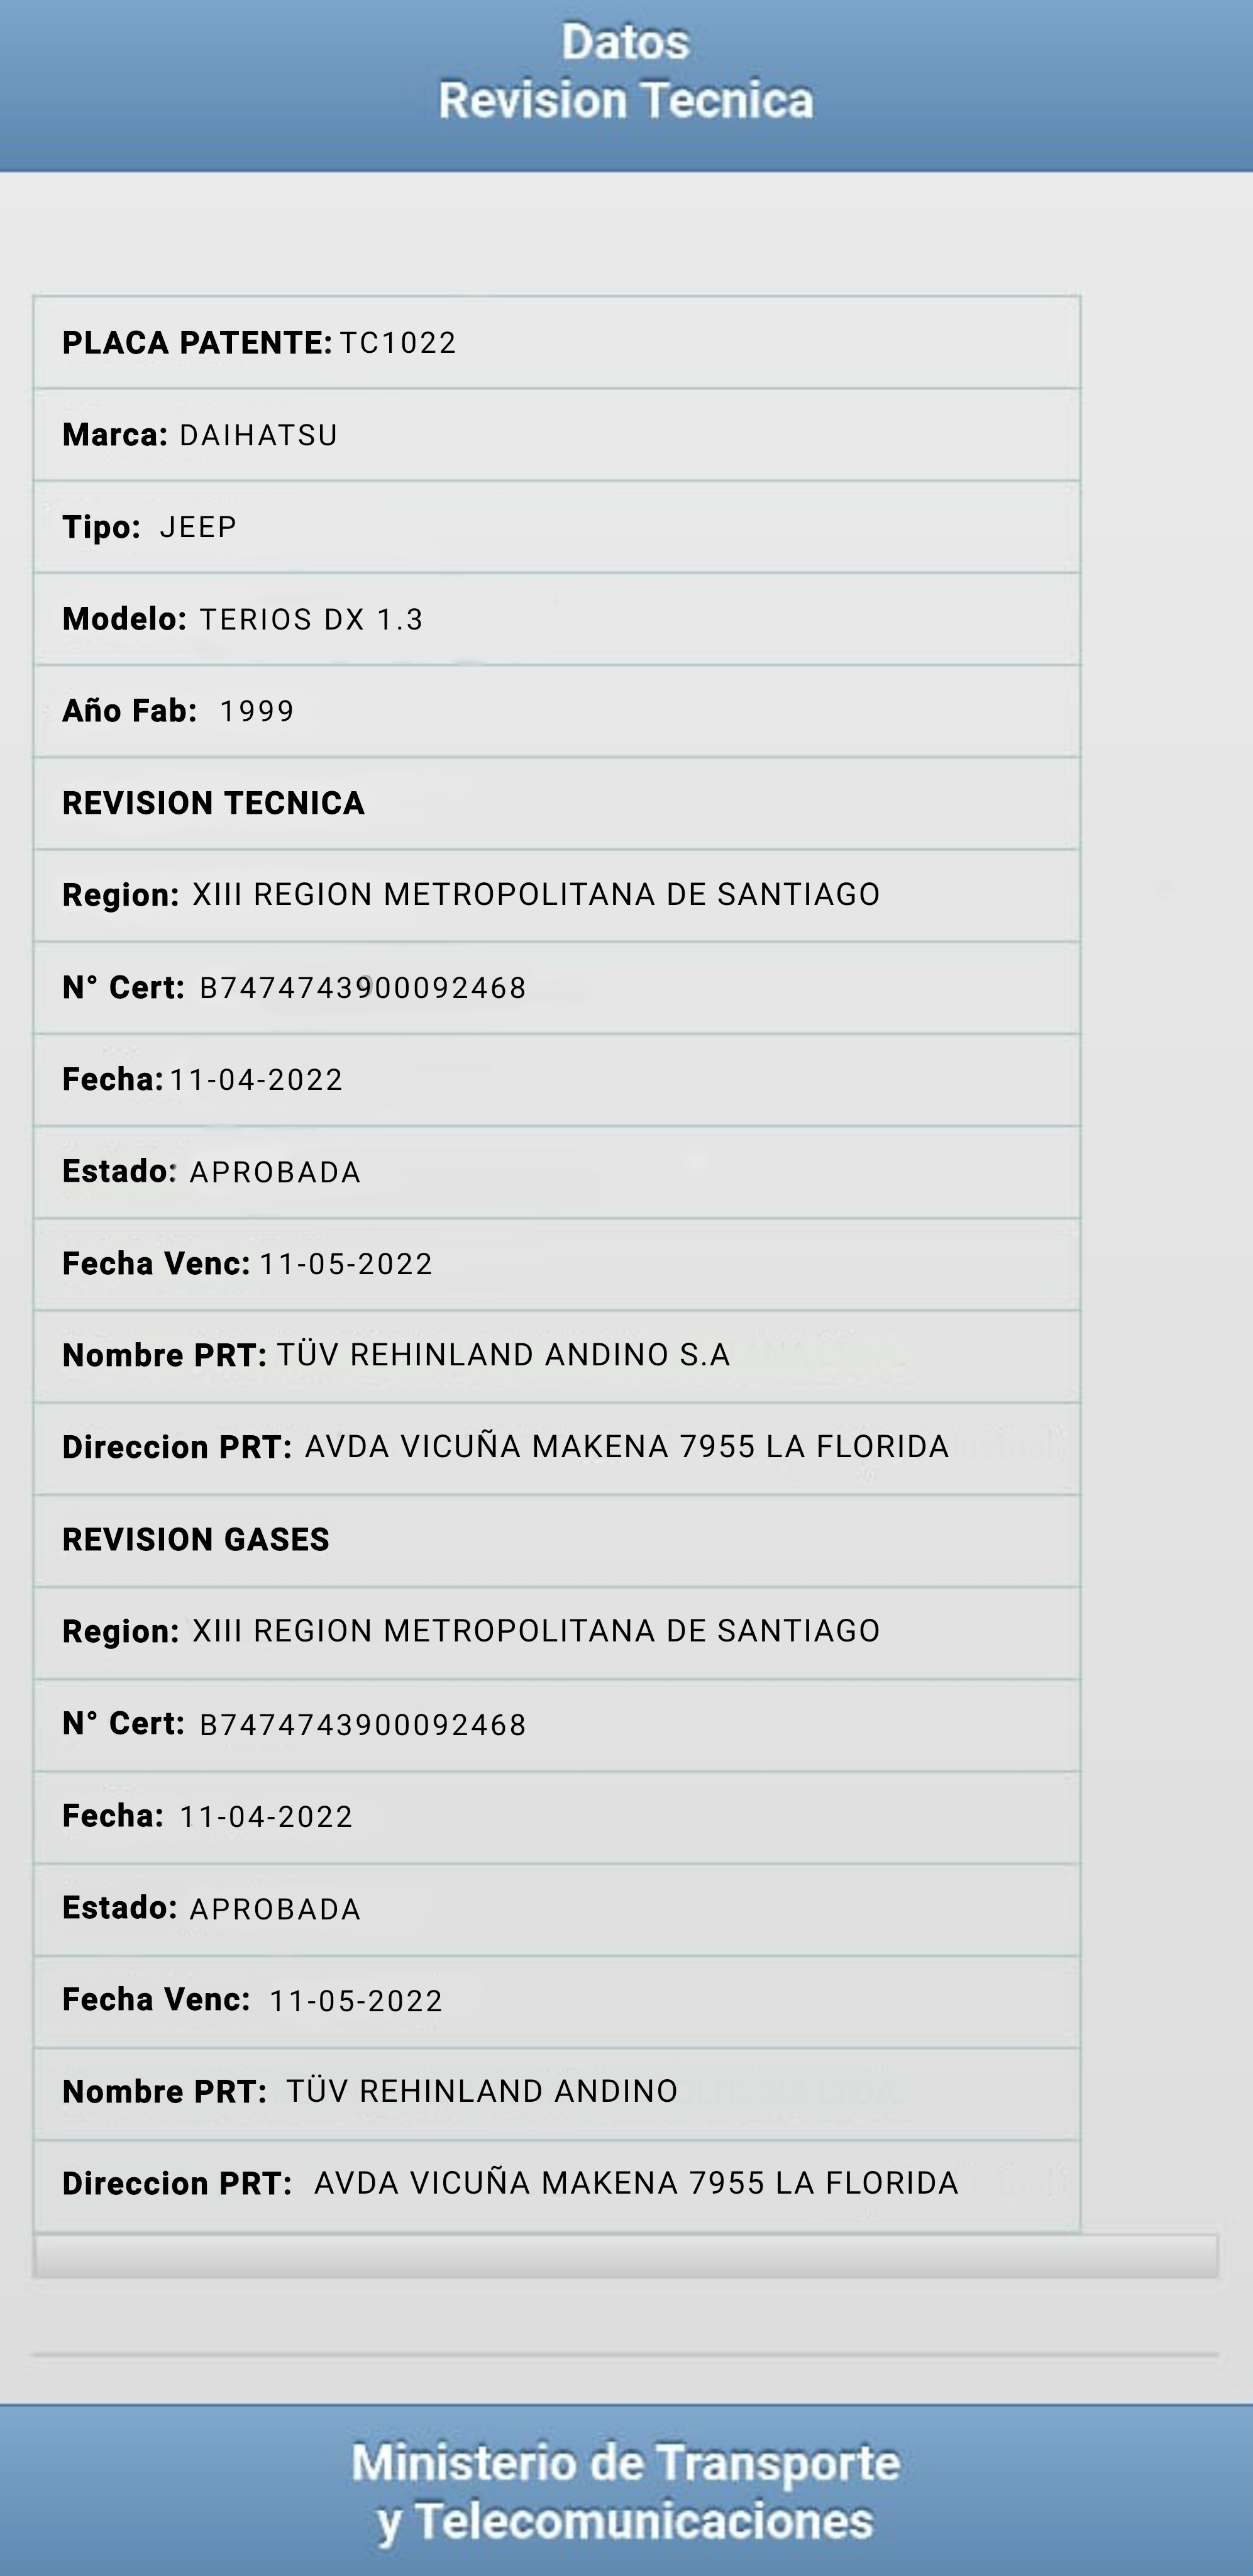 Datos
Revision Tecnica
PLACA PATENTE: TC1022
Marca: DAIHATSU
Tipo: JEEP
Modelo: TERIOS DX 1.3
Año Fab: 1999
REVISION TECNICA
Region: XIII REGION METROPOLITANA DE SANTIAGO
N° Cert: B7474743900092468
Fecha: 11-04-2022
Estado: APROBADA
Fecha Venc: 11-05-2022
Nombre PRT: TÜV REHINLAND ANDINO S.A
Direccion PRT: AVDA VICUÑA MAKENA 7955 LA FLORIDA
REVISION GASES
Region: XIII REGION METROPOLITANA DE SANTIAGO
N° Cert: B7474743900092468
Fecha: 11-04-2022
Estado: APROBADA
Fecha Venc: 11-05-2022
Nombre PRT: TÜV REHINLAND ANDINO
Direccion PRT: AVDA VICUÑA MAKENA 7955 LA FLORIDA
Ministerio de Transporte
y Telecomunicaciones